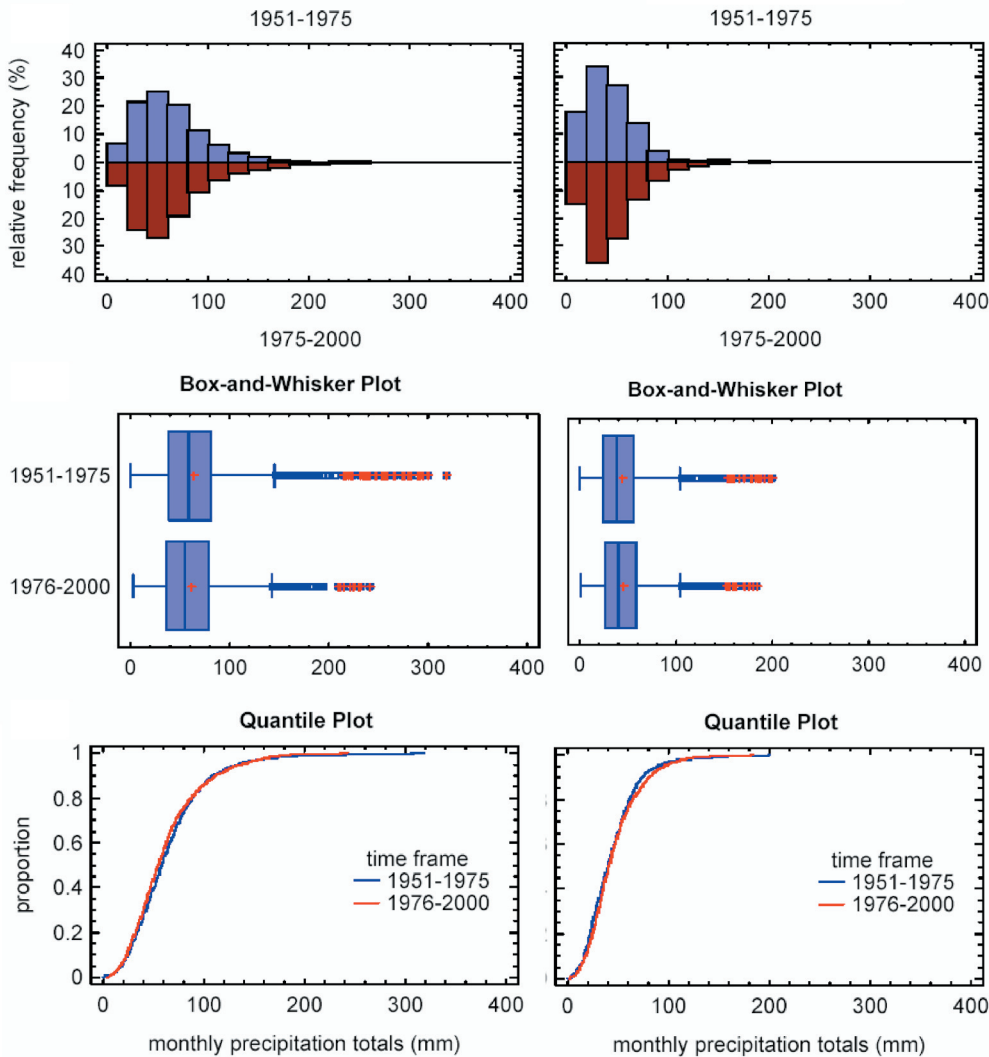 1951-1975
1951-1975
relative frequency (%)
40
30
20
10
0
10
20
30
40
0 100 200 300 400
0 100 200 300 400
1975-2000
1975-2000
Box-and-Whisker Plot
Box-and-Whisker Plot
1951-1975
1976-2000
0 100 200 300 400
0 100 200 300 400
Quantile Plot
Quantile Plot
proportion
1
0.8
0.6
0.4
0.2
0
time frame
1951-1975
1976-2000
time frame
1951-1975
1976-2000
0 100 200 300 400
0 100 200 300 400
monthly precipitation totals (mm)
monthly precipitation totals (mm)